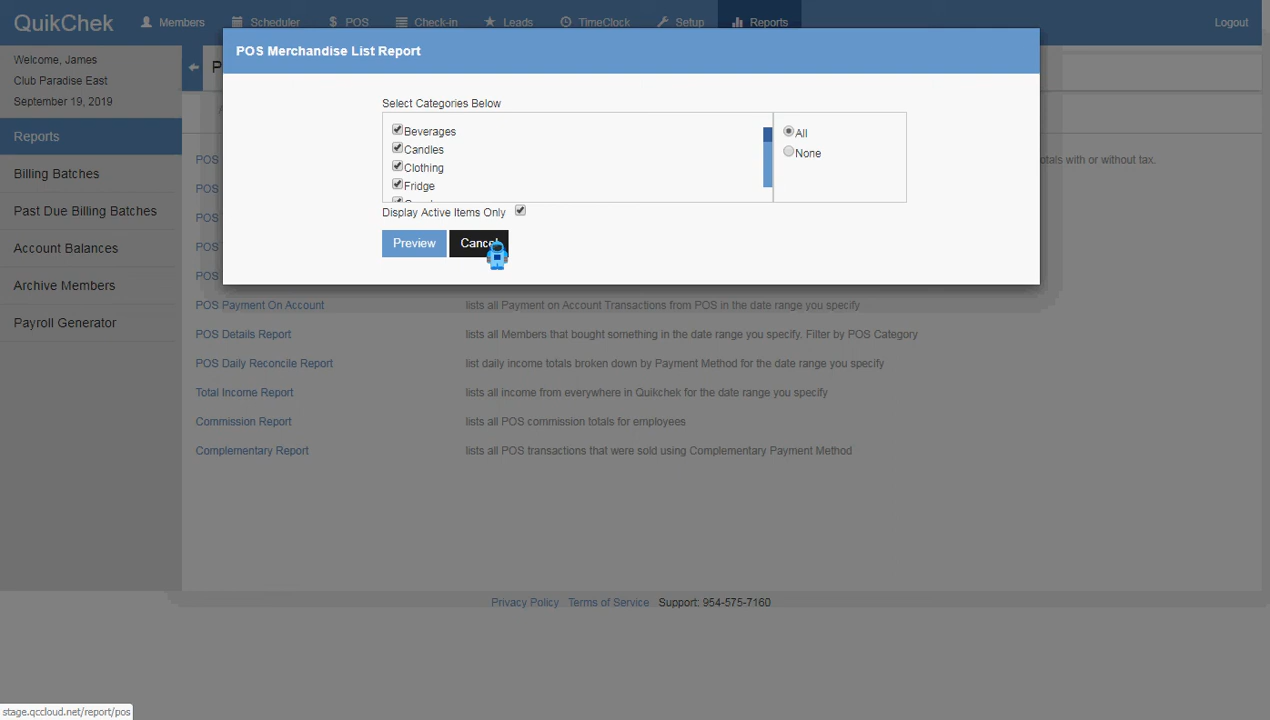 QuikChek
Members
Scheduler
POS
Check-in
Leads
TimeClock
Setup
Reports
Logout
Welcome, James
Club Paradise East
September 19, 2019
POS Merchandise List Report
Select Categories Below
Beverages
Candles
Clothing
Fridge
All
None
Display Active Items Only
Preview
Cancel
Reports
Billing Batches
Past Due Billing Batches
Account Balances
Archive Members
Payroll Generator
P
POS
otals with or without tax.
POS
POS
POS
POS
POS Payment On Account lists all Payment on Account Transactions from POS in the date range you specify
POS Details Report lists all Members that bought something in the date range you specify. Filter by POS Category
POS Daily Reconcile Report list daily income totals broken down by Payment Method for the date range you specify
Total Income Report lists all income from everywhere in Quikchek for the date range you specify
Commission Report lists all POS commission totals for employees
Complementary Report lists all POS transactions that were sold using Complementary Payment Method
Privacy Policy Terms of Service Support: 954-575-7160
stage.qccloud.net/report/pos